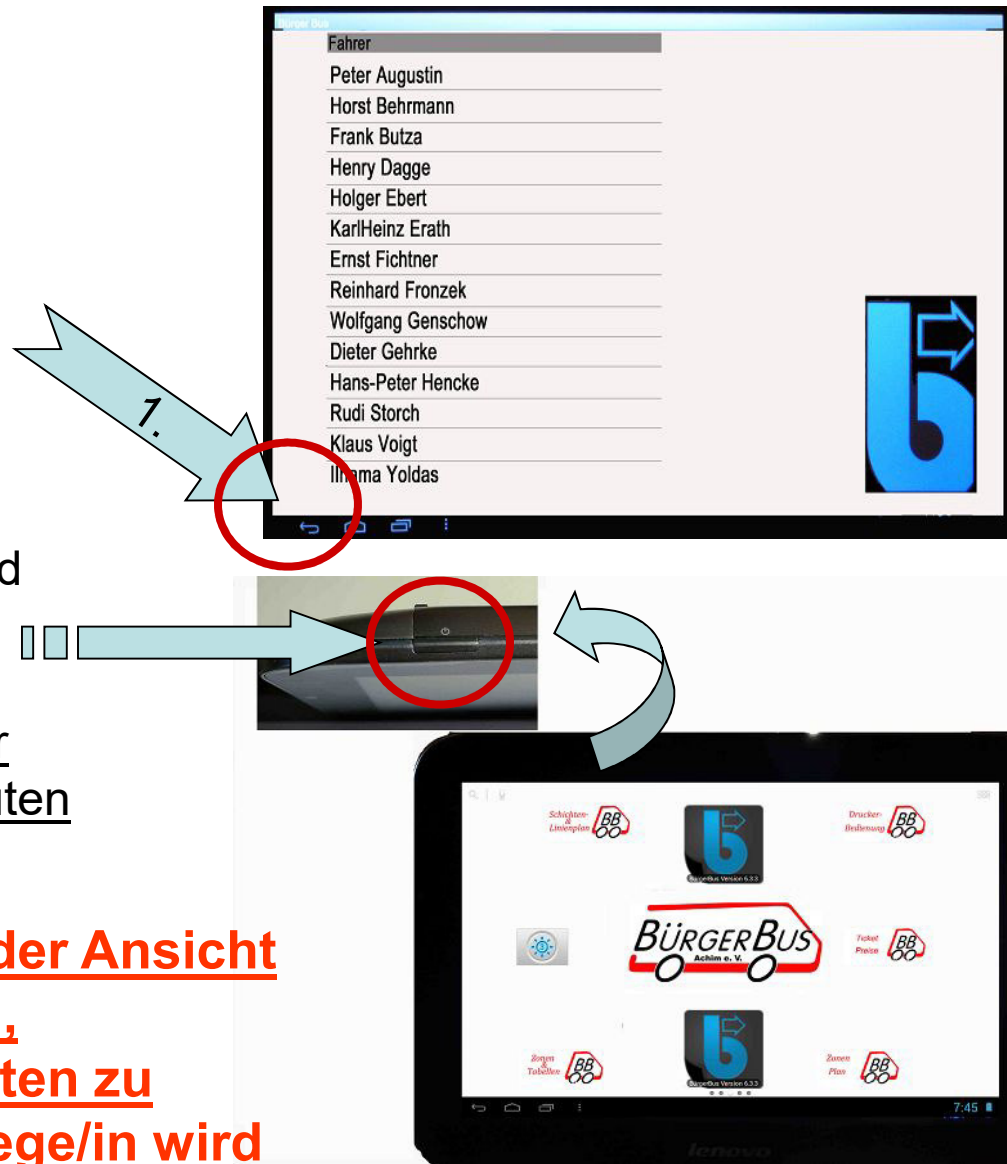 Bürger Bus
Fahrer
Peter Augustin
Horst Behrmann
Frank Butza
Henry Dagge
Holger Ebert
KarlHeinz Erath
Ernst Fichtner
Reinhard Fronzek
Wolfgang Genschow
Dieter Gehrke
Hans-Peter Hencke
Rudi Storch
Klaus Voigt
Yoldas
1.
d
r
uten
der Ansicht
,
ten zu
ege/in wird
Schichten-
&
Linienplan
BB
BürgerBus Version 6.3.3
Drucker-
Bedienung
BB
BÜRGERBUS
Achim e. V.
Ticket
Preise
BB
Zonen
&
Tabellen
BB
BürgerBus Version 6.3.3
Zonen
Plan
BB
7:45
lenovo